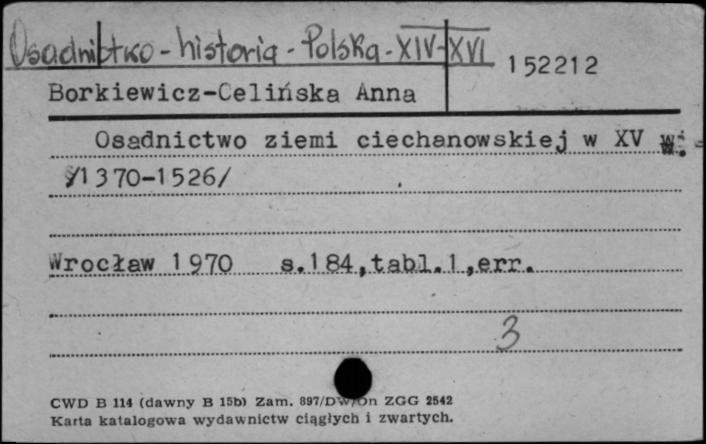 Osadnictwo - historia - Polska - XIV-XVI
152212
Borkiewicz-Celińska Anna
Osadnictwo ziemi ciechanowskiej w XV w.
/1370-1526/
Wrocław 1970 s.184,tabl.1,err.
3
CWD B 114 (dawny B 15b) Zam. 897/DW/Dn ZGG 2542
Karta katalogowa wydawnictw ciągłych i zwartych.